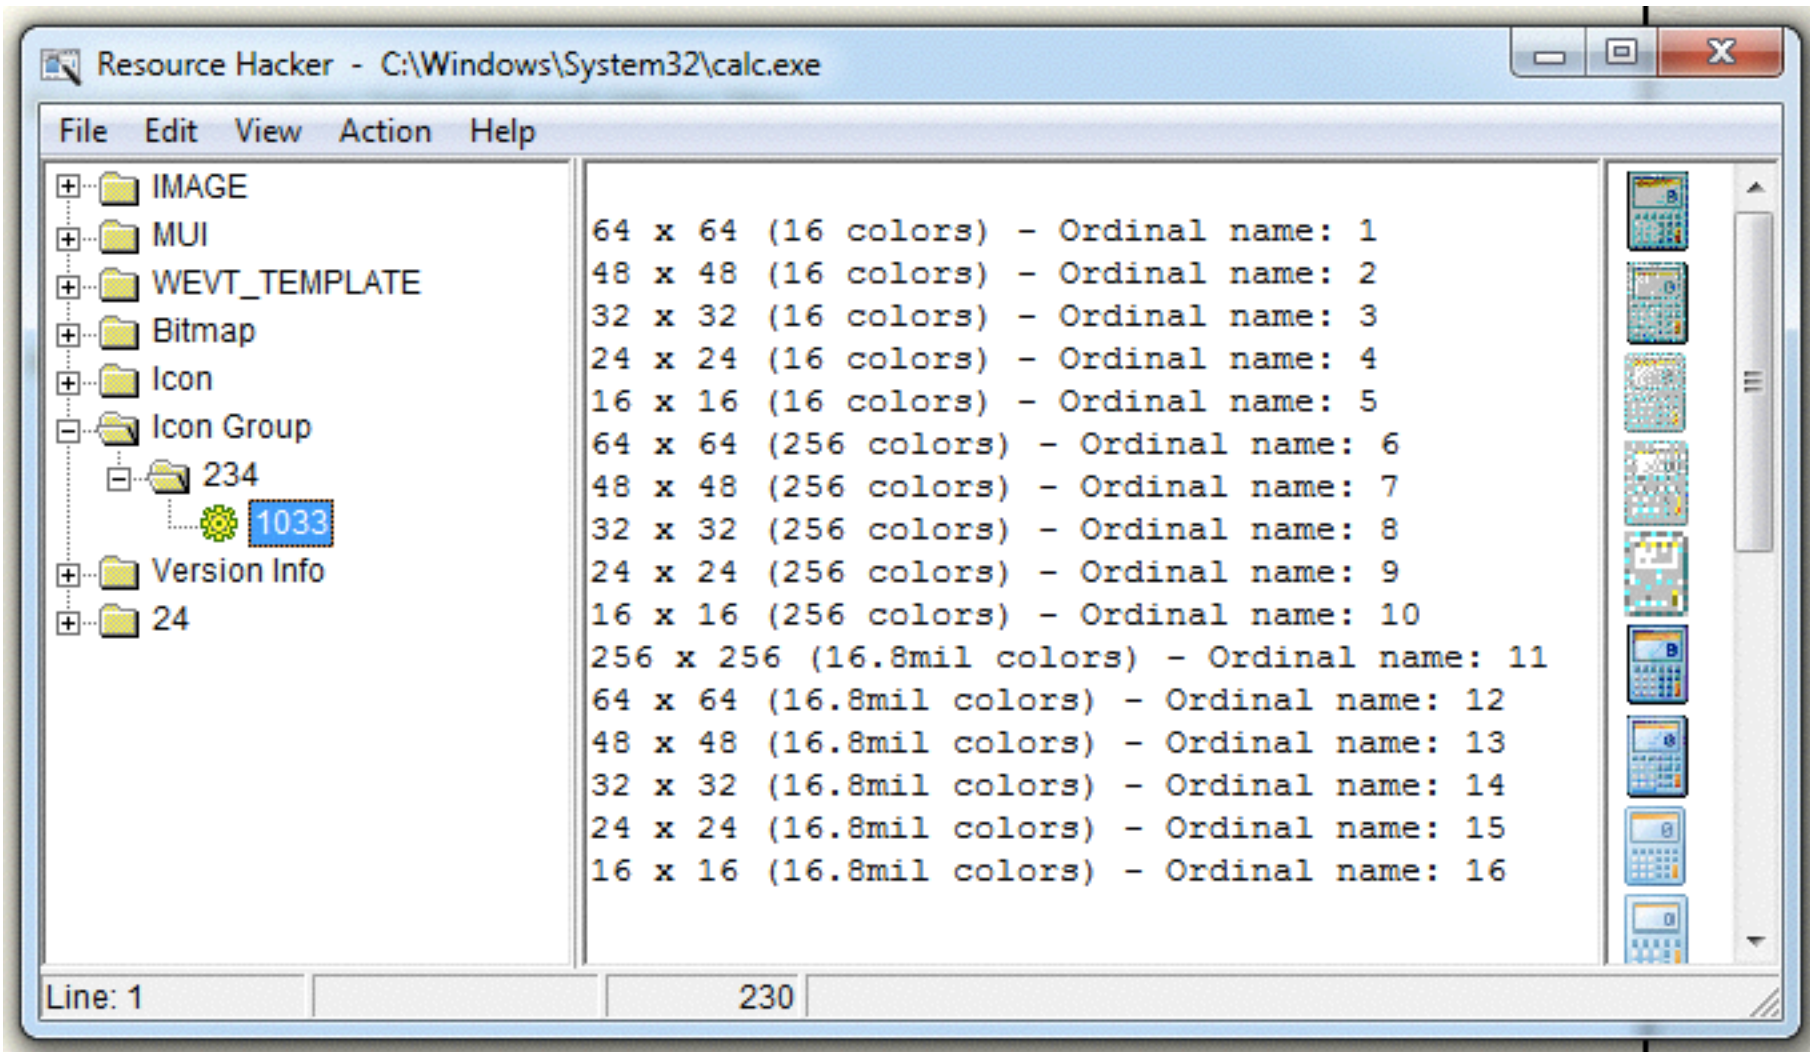 Resource Hacker - C:\Windows\System32\calc.exe
File Edit View Action Help
IMAGE
MUI
WEVT_TEMPLATE
Bitmap
Icon
Icon Group
234
1033
Version Info
24
64 x 64 (16 colors) - Ordinal name: 1
48 x 48 (16 colors) - Ordinal name: 2
32 x 32 (16 colors) - Ordinal name: 3
24 x 24 (16 colors) - Ordinal name: 4
16 x 16 (16 colors) - Ordinal name: 5
64 x 64 (256 colors) - Ordinal name: 6
48 x 48 (256 colors) - Ordinal name: 7
32 x 32 (256 colors) - Ordinal name: 8
24 x 24 (256 colors) - Ordinal name: 9
16 x 16 (256 colors) - Ordinal name: 10
256 x 256 (16.8mil colors) - Ordinal name: 11
64 x 64 (16.8mil colors) - Ordinal name: 12
48 x 48 (16.8mil colors) - Ordinal name: 13
32 x 32 (16.8mil colors) - Ordinal name: 14
24 x 24 (16.8mil colors) - Ordinal name: 15
16 x 16 (16.8mil colors) - Ordinal name: 16
Line: 1
230